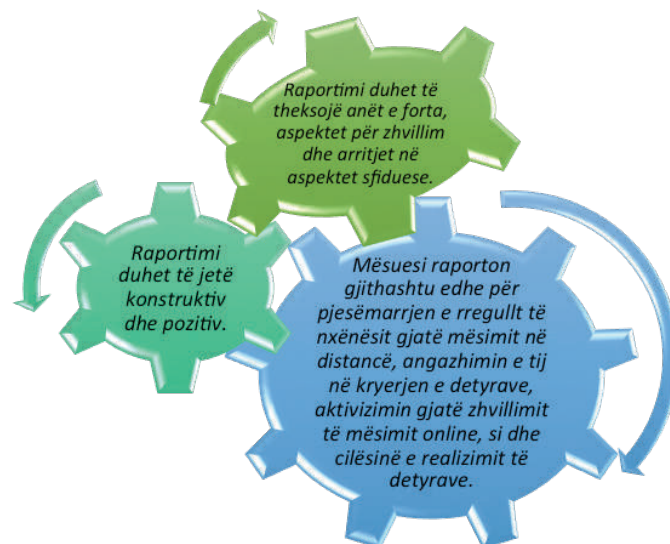 Raportimi duhet të
theksojë anët e forta,
aspektet për zhvillim
dhe arritjet në
aspektet sfiduese.
Raportimi
duhet të jetë
konstruktiv
dhe pozitiv.
Mësuesi raporton
gjithashtu edhe për
pjesëmarrjen e rregullt të
nxënësit gjatë mësimit në
distancë, angazhimin e tij
në kryerjen e detyrave,
aktivizimin gjatë zhvillimit
të mësimit online, si dhe
cilësinë e realizimit të
detyrave.